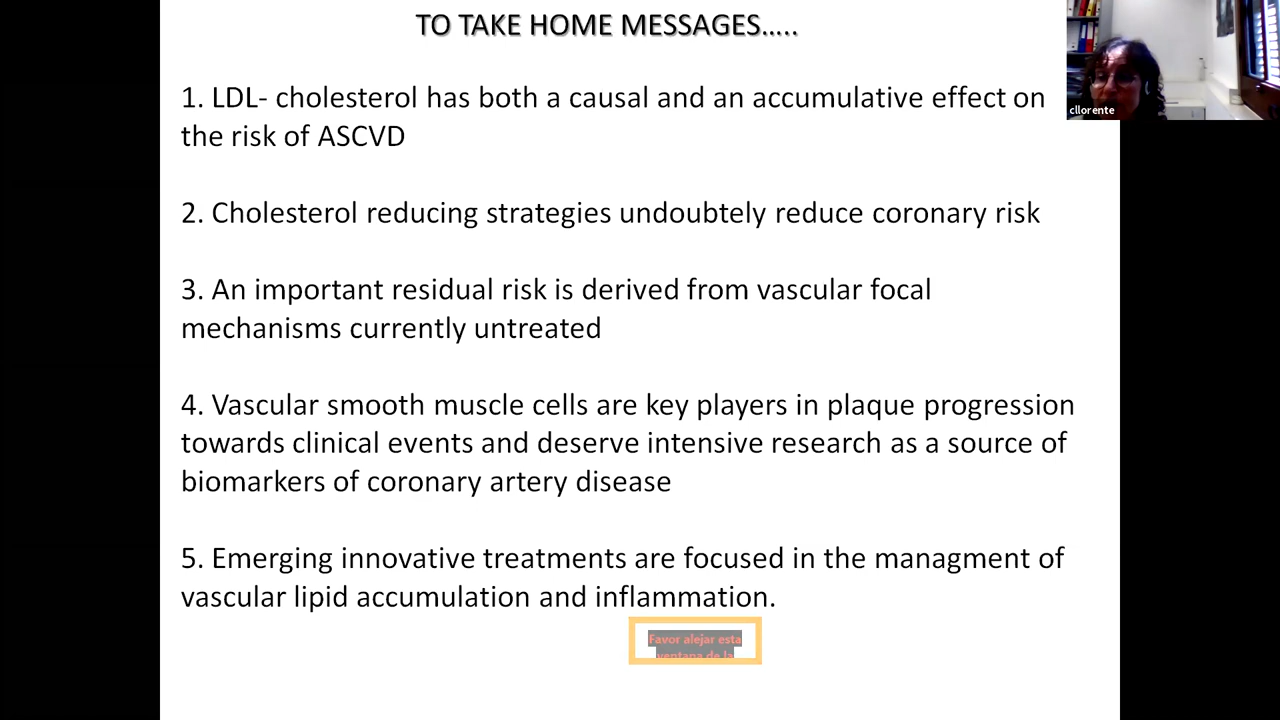 TO TAKE HOME MESSAGES.....
cllorente
1. LDL- cholesterol has both a causal and an accumulative effect on
the risk of ASCVD
2. Cholesterol reducing strategies undoubtely reduce coronary risk
3. An important residual risk is derived from vascular focal
mechanisms currently untreated
4. Vascular smooth muscle cells are key players in plaque progression
towards clinical events and deserve intensive research as a source of
biomarkers of coronary artery disease
5. Emerging innovative treatments are focused in the managment of
vascular lipid accumulation and inflammation.
Favor alejar esta
ventana de la